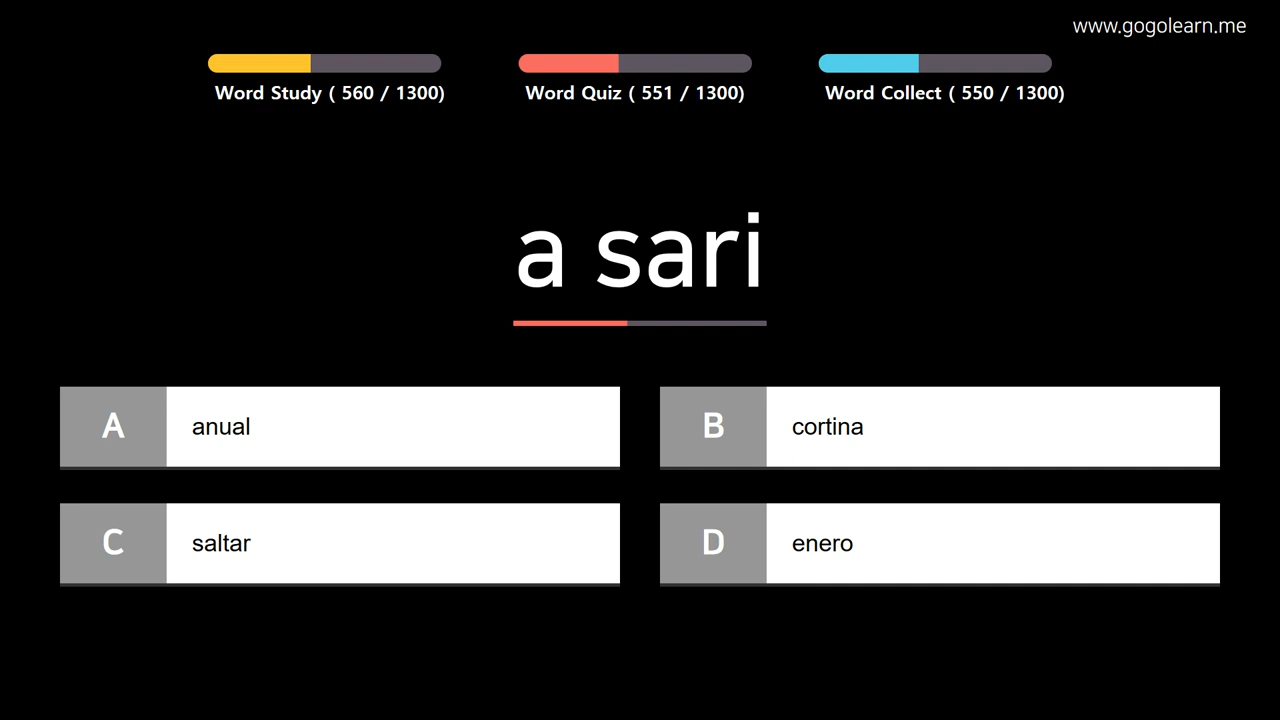 www.gogolearn.me
Word Study ( 560 / 1300)
Word Quiz ( 551 / 1300)
Word Collect ( 550 / 1300)
a sari
A anual
B cortina
C saltar
D enero